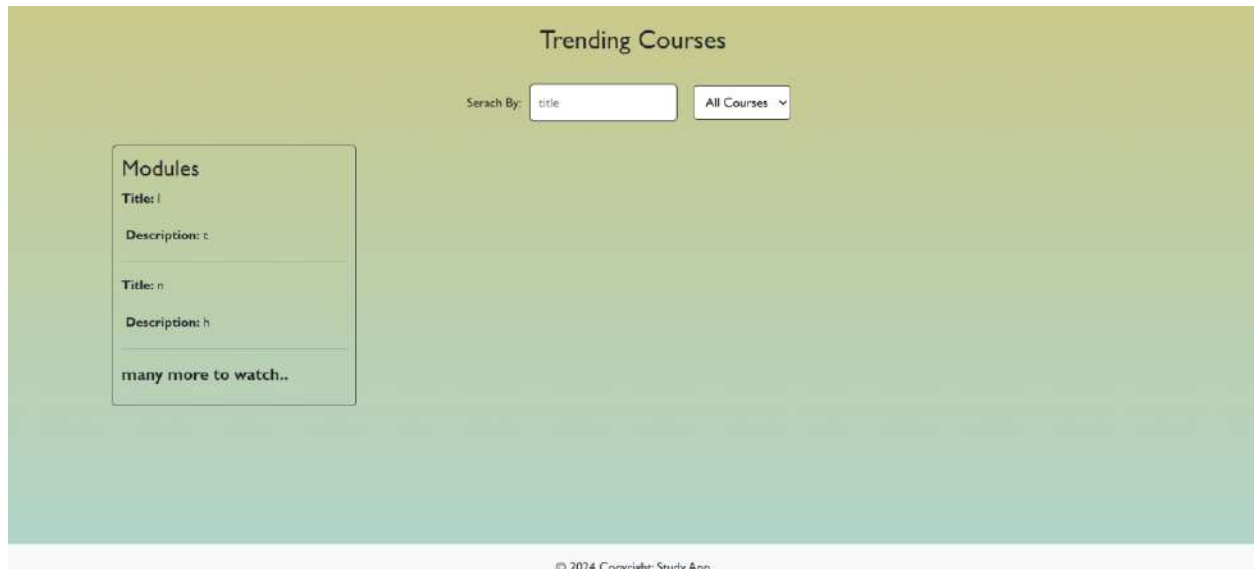 Trending Courses
Serach By: title All Courses
Modules
Title: l
Description: t
Title: n
Description: h
many more to watch..
© 2024 Copyright: Study App